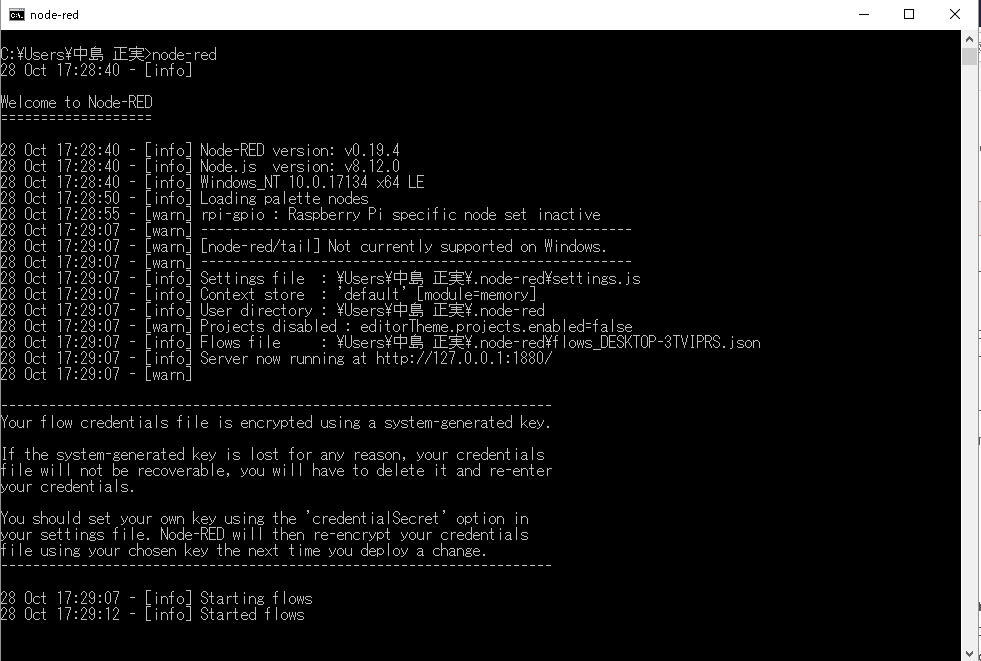 node-red
C:¥Users¥中島 正実>node-red
28 Oct 17:28:40 - [info]
Welcome to Node-RED
===================
28 Oct 17:28:40 - [info] Node-RED version: v0.19.4
28 Oct 17:28:40 - [info] Node.js  version: v8.12.0
28 Oct 17:28:40 - [info] Windows_NT 10.0.17134 x64 LE
28 Oct 17:28:50 - [info] Loading palette nodes
28 Oct 17:28:55 - [warn] rpi-gpio : Raspberry Pi specific node set inactive
28 Oct 17:29:07 - [warn] ------------------------------------------------------
28 Oct 17:29:07 - [warn] [node-red/tail] Not currently supported on Windows.
28 Oct 17:29:07 - [warn] ------------------------------------------------------
28 Oct 17:29:07 - [info] Settings file  : ¥Users¥中島 正実¥.node-red¥settings.js
28 Oct 17:29:07 - [info] Context store  : 'default' [module=memory]
28 Oct 17:29:07 - [info] User directory : ¥Users¥中島 正実¥.node-red
28 Oct 17:29:07 - [warn] Projects disabled : editorTheme.projects.enabled=false
28 Oct 17:29:07 - [info] Flows file     : ¥Users¥中島 正実¥.node-red¥flows_DESKTOP-3TVIPRS.json
28 Oct 17:29:07 - [info] Server now running at http://127.0.0.1:1880/
28 Oct 17:29:07 - [warn]
---------------------------------------------------------------------
Your flow credentials file is encrypted using a system-generated key.
If the system-generated key is lost for any reason, your credentials
file will not be recoverable, you will have to delete it and re-enter
your credentials.
You should set your own key using the 'credentialSecret' option in
your settings file. Node-RED will then re-encrypt your credentials
file using your chosen key the next time you deploy a change.
---------------------------------------------------------------------
28 Oct 17:29:07 - [info] Starting flows
28 Oct 17:29:12 - [info] Started flows